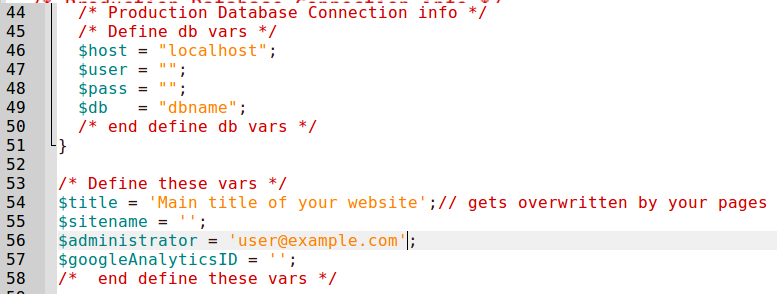 44 /* Production Database Connection info */
45 /* Define db vars */
46 $host = "localhost";
47 $user = "";
48 $pass = "";
49 $db   = "dbname";
50 /* end define db vars */
51 }
52
53 /* Define these vars */
54 $title = 'Main title of your website';// gets overwritten by your pages
55 $sitename = '';
56 $administrator = 'user@example.com';
57 $googleAnalyticsID = '';
58 /*  end define these vars */